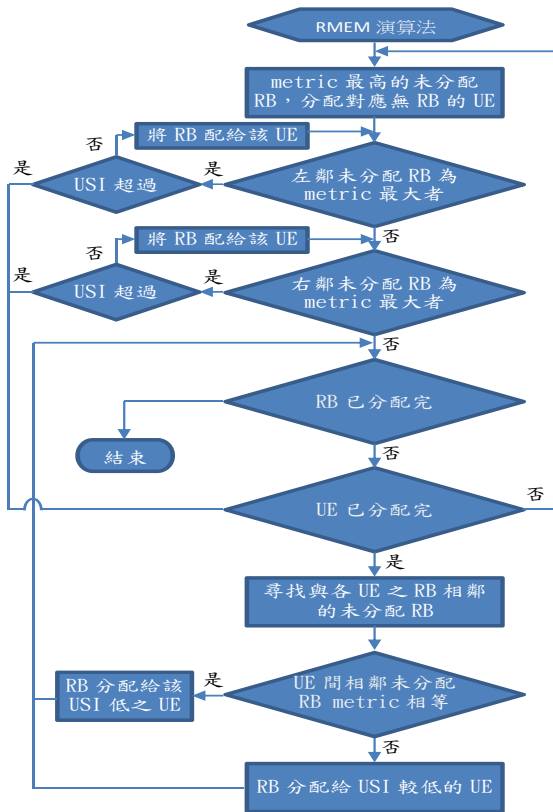 RMEM 演算法
metric 最高的未分配
RB，分配對應無 RB 的 UE
否
將 RB 配給該 UE
是
USI 超過
是
左鄰未分配 RB 為
metric 最大者
否
否
將 RB 配給該 UE
是
USI 超過
是
右鄰未分配 RB 為
metric 最大者
否
RB 已分配完
結束
否
UE 已分配完
否
是
尋找與各 UE 之 RB 相鄰
的未分配 RB
RB 分配給該
USI 低之 UE
是
UE 間相鄰未分配
RB metric 相等
否
RB 分配給 USI 較低的 UE